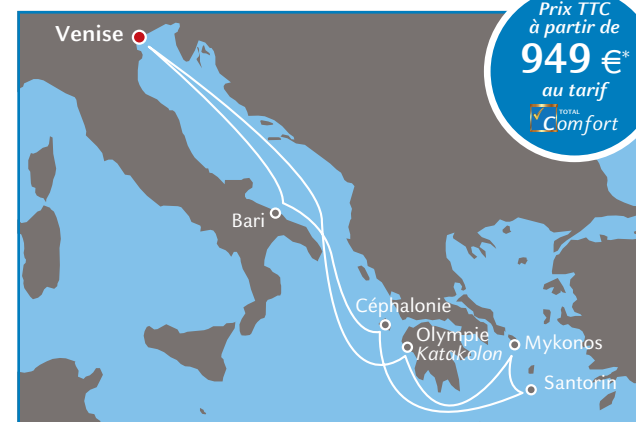 Prix TTC
à partir de
949 €*
au tarif
TOTAL
Comfort
Venise
Bari
Céphalonie
Olympie
Katakolon
Mykonos
Santorin